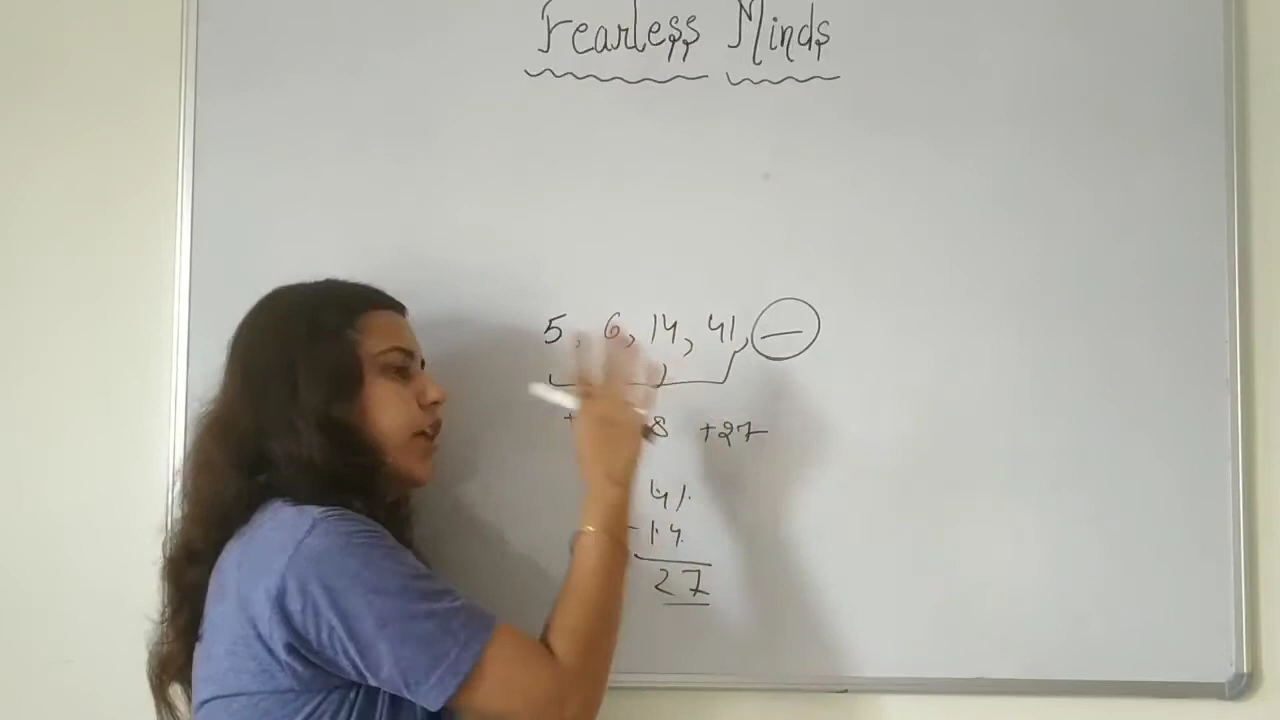 Fearless Minds
5, 6, 14, 41, —
+ 8 +27
41
-14
27